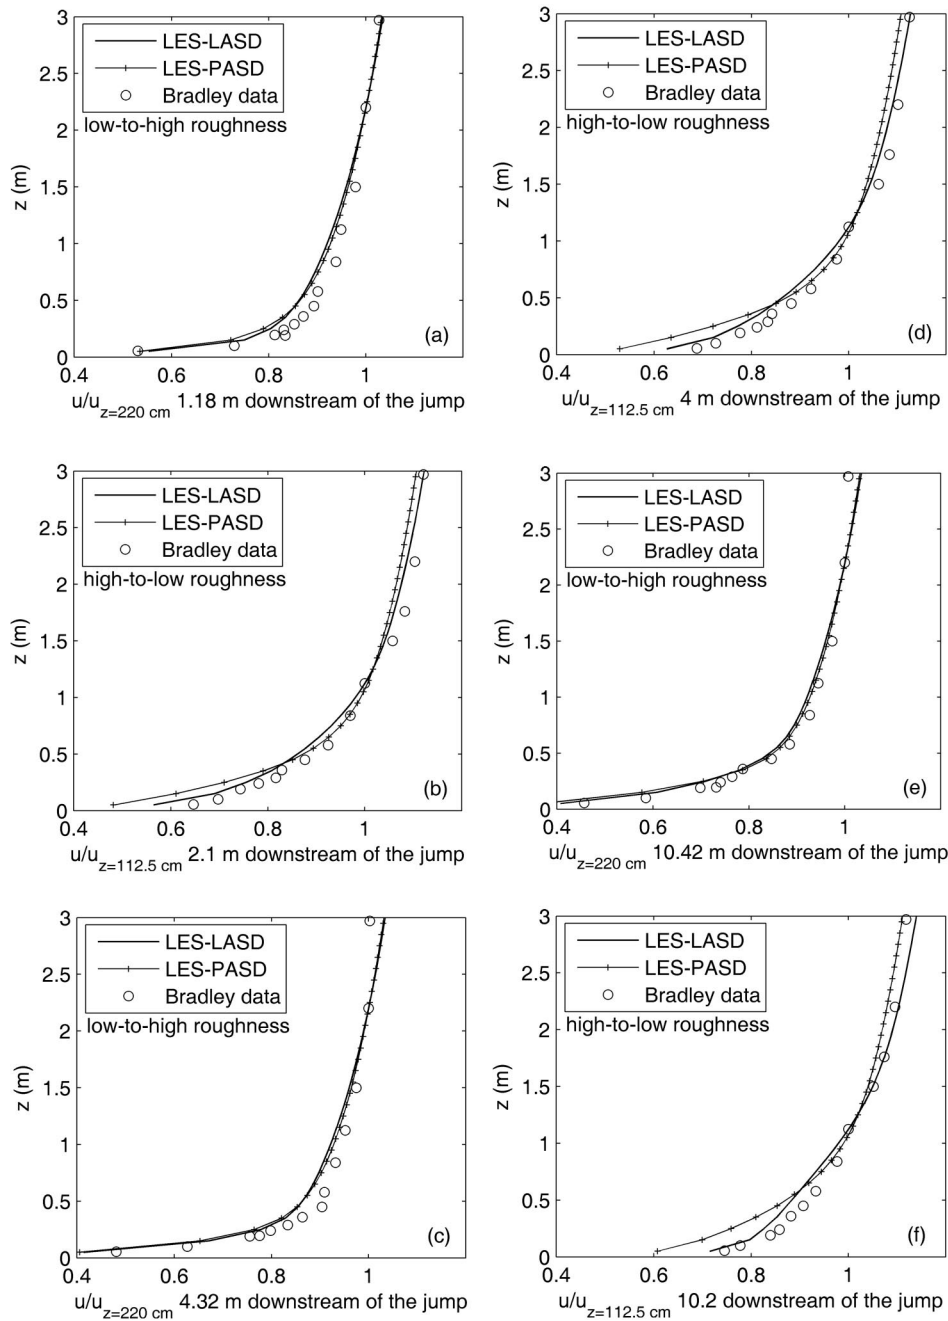 3
2.5
2
1.5
1
0.5
0
z (m)
LES-LASD
LES-PASD
Bradley data
low-to-high roughness
(a)
0.4 0.6 0.8 1
u/u z=220 cm 1.18 m downstream of the jump
3
2.5
2
1.5
1
0.5
0
z (m)
LES-LASD
LES-PASD
Bradley data
high-to-low roughness
(d)
0.4 0.6 0.8 1
u/u z=112.5 cm 4 m downstream of the jump
3
2.5
2
1.5
1
0.5
0
z (m)
LES-LASD
LES-PASD
Bradley data
high-to-low roughness
(b)
0.4 0.6 0.8 1
u/u z=112.5 cm 2.1 m downstream of the jump
3
2.5
2
1.5
1
0.5
0
z (m)
LES-LASD
LES-PASD
Bradley data
low-to-high roughness
(e)
0.4 0.6 0.8 1
u/u z=220 cm 10.42 m downstream of the jump
3
2.5
2
1.5
1
0.5
0
z (m)
LES-LASD
LES-PASD
Bradley data
low-to-high roughness
(c)
0.4 0.6 0.8 1
u/u z=220 cm 4.32 m downstream of the jump
3
2.5
2
1.5
1
0.5
0
z (m)
LES-LASD
LES-PASD
Bradley data
high-to-low roughness
(f)
0.4 0.6 0.8 1
u/u z=112.5 cm 10.2 m downstream of the jump